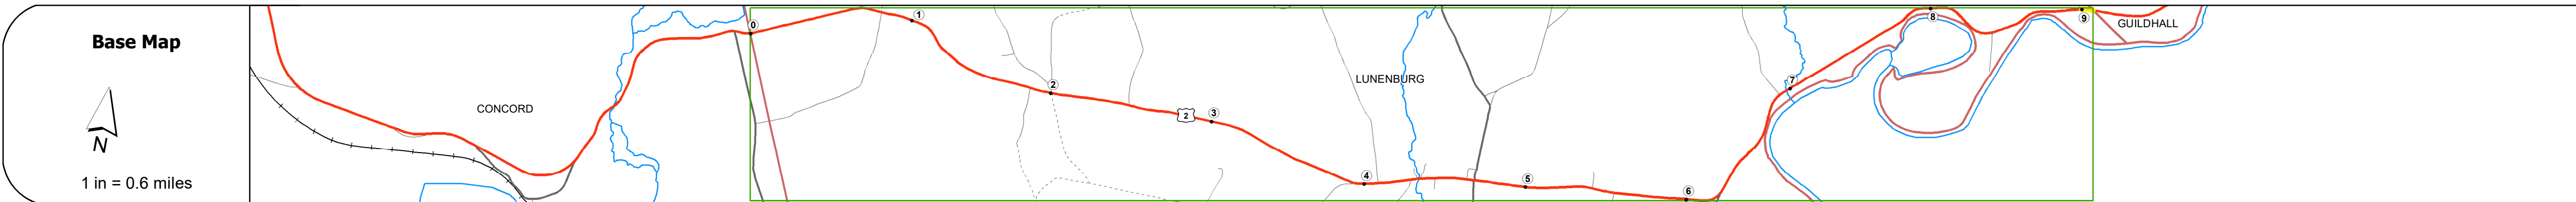 Base Map
N
1 in = 0.6 miles
CONCORD
0
1
2
2
3
LUNENBURG
4
5
6
7
8
9
GUILDHALL